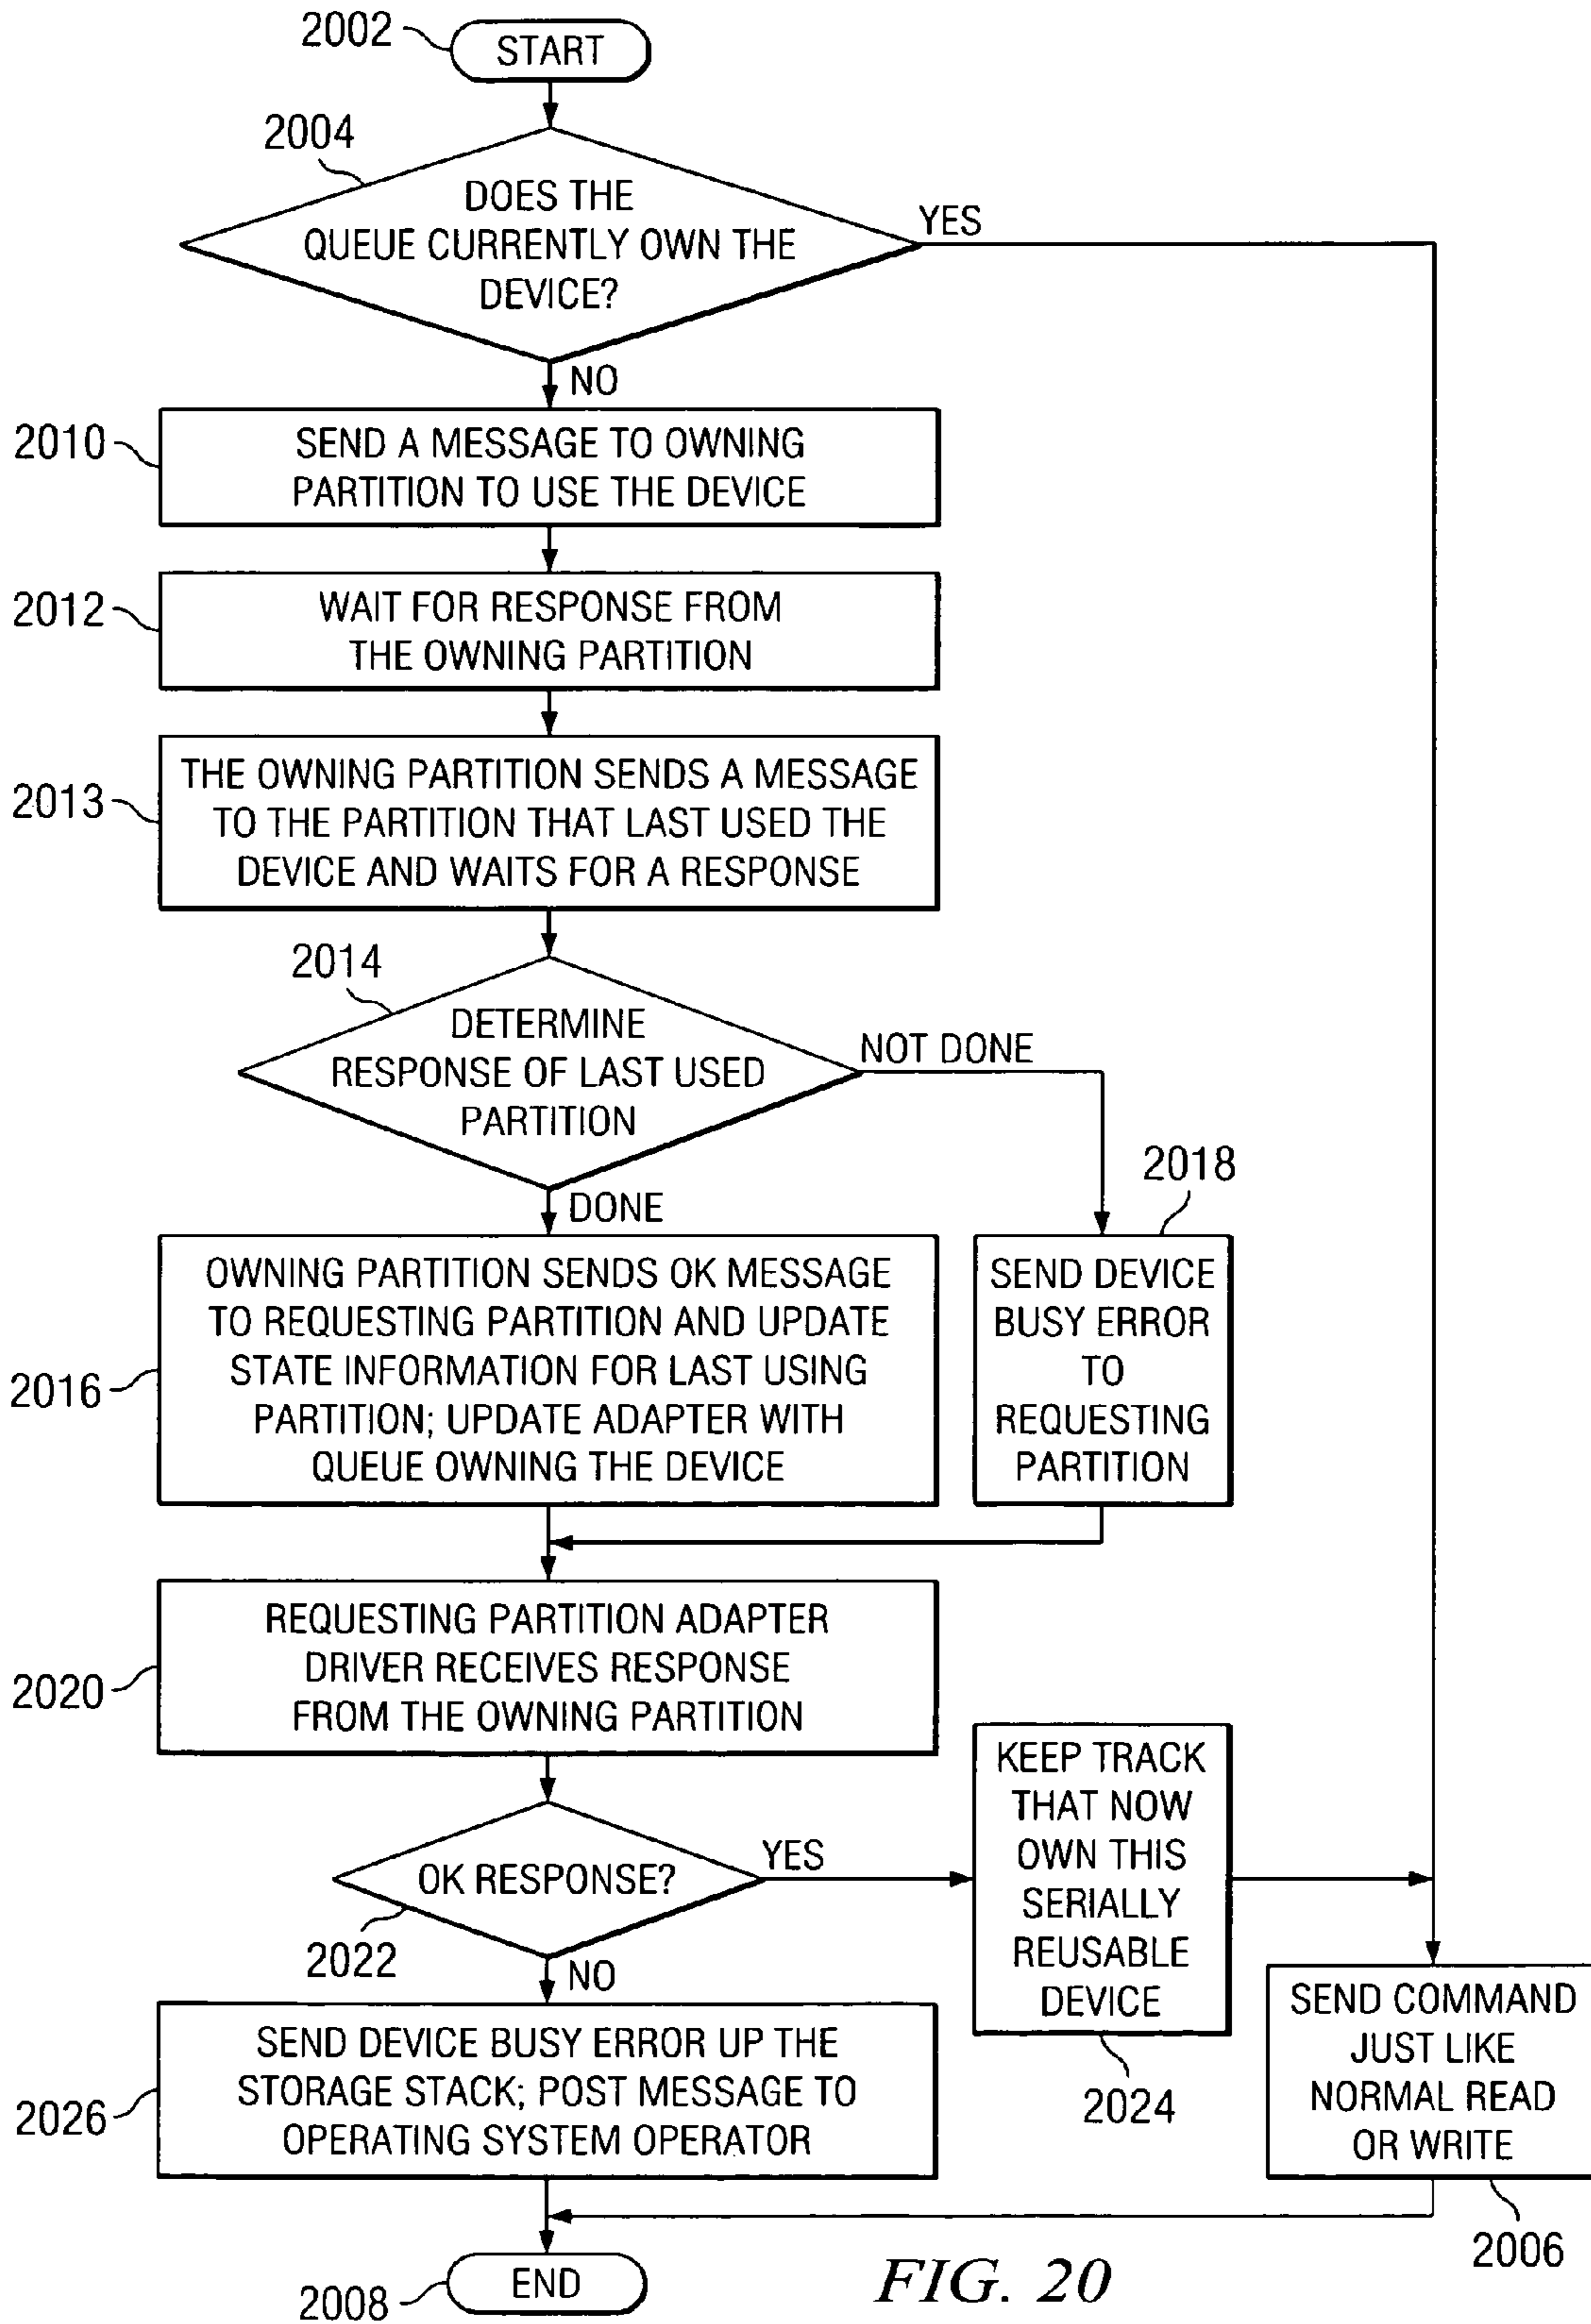 2002
START
2004
DOES THE
QUEUE CURRENTLY OWN THE
DEVICE?
YES
NO
2010
SEND A MESSAGE TO OWNING
PARTITION TO USE THE DEVICE
2012
WAIT FOR RESPONSE FROM
THE OWNING PARTITION
2013
THE OWNING PARTITION SENDS A MESSAGE
TO THE PARTITION THAT LAST USED THE
DEVICE AND WAITS FOR A RESPONSE
2014
DETERMINE
RESPONSE OF LAST USED
PARTITION
NOT DONE
DONE
2018
SEND DEVICE
BUSY ERROR
TO
REQUESTING
PARTITION
2016
OWNING PARTITION SENDS OK MESSAGE
TO REQUESTING PARTITION AND UPDATE
STATE INFORMATION FOR LAST USING
PARTITION; UPDATE ADAPTER WITH
QUEUE OWNING THE DEVICE
2020
REQUESTING PARTITION ADAPTER
DRIVER RECEIVES RESPONSE
FROM THE OWNING PARTITION
OK RESPONSE?
2022
YES
NO
KEEP TRACK
THAT NOW
OWN THIS
SERIALLY
REUSABLE
DEVICE
2024
SEND COMMAND
JUST LIKE
NORMAL READ
OR WRITE
2006
2026
SEND DEVICE BUSY ERROR UP THE
STORAGE STACK; POST MESSAGE TO
OPERATING SYSTEM OPERATOR
2008
END
FIG. 20